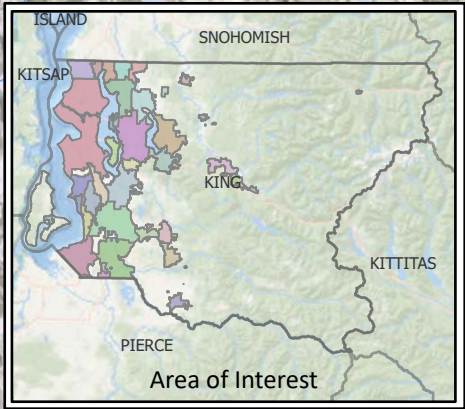 ISLAND
SNOHOMISH
KITSAP
KING
KITTITAS
PIERCE
Area of Interest